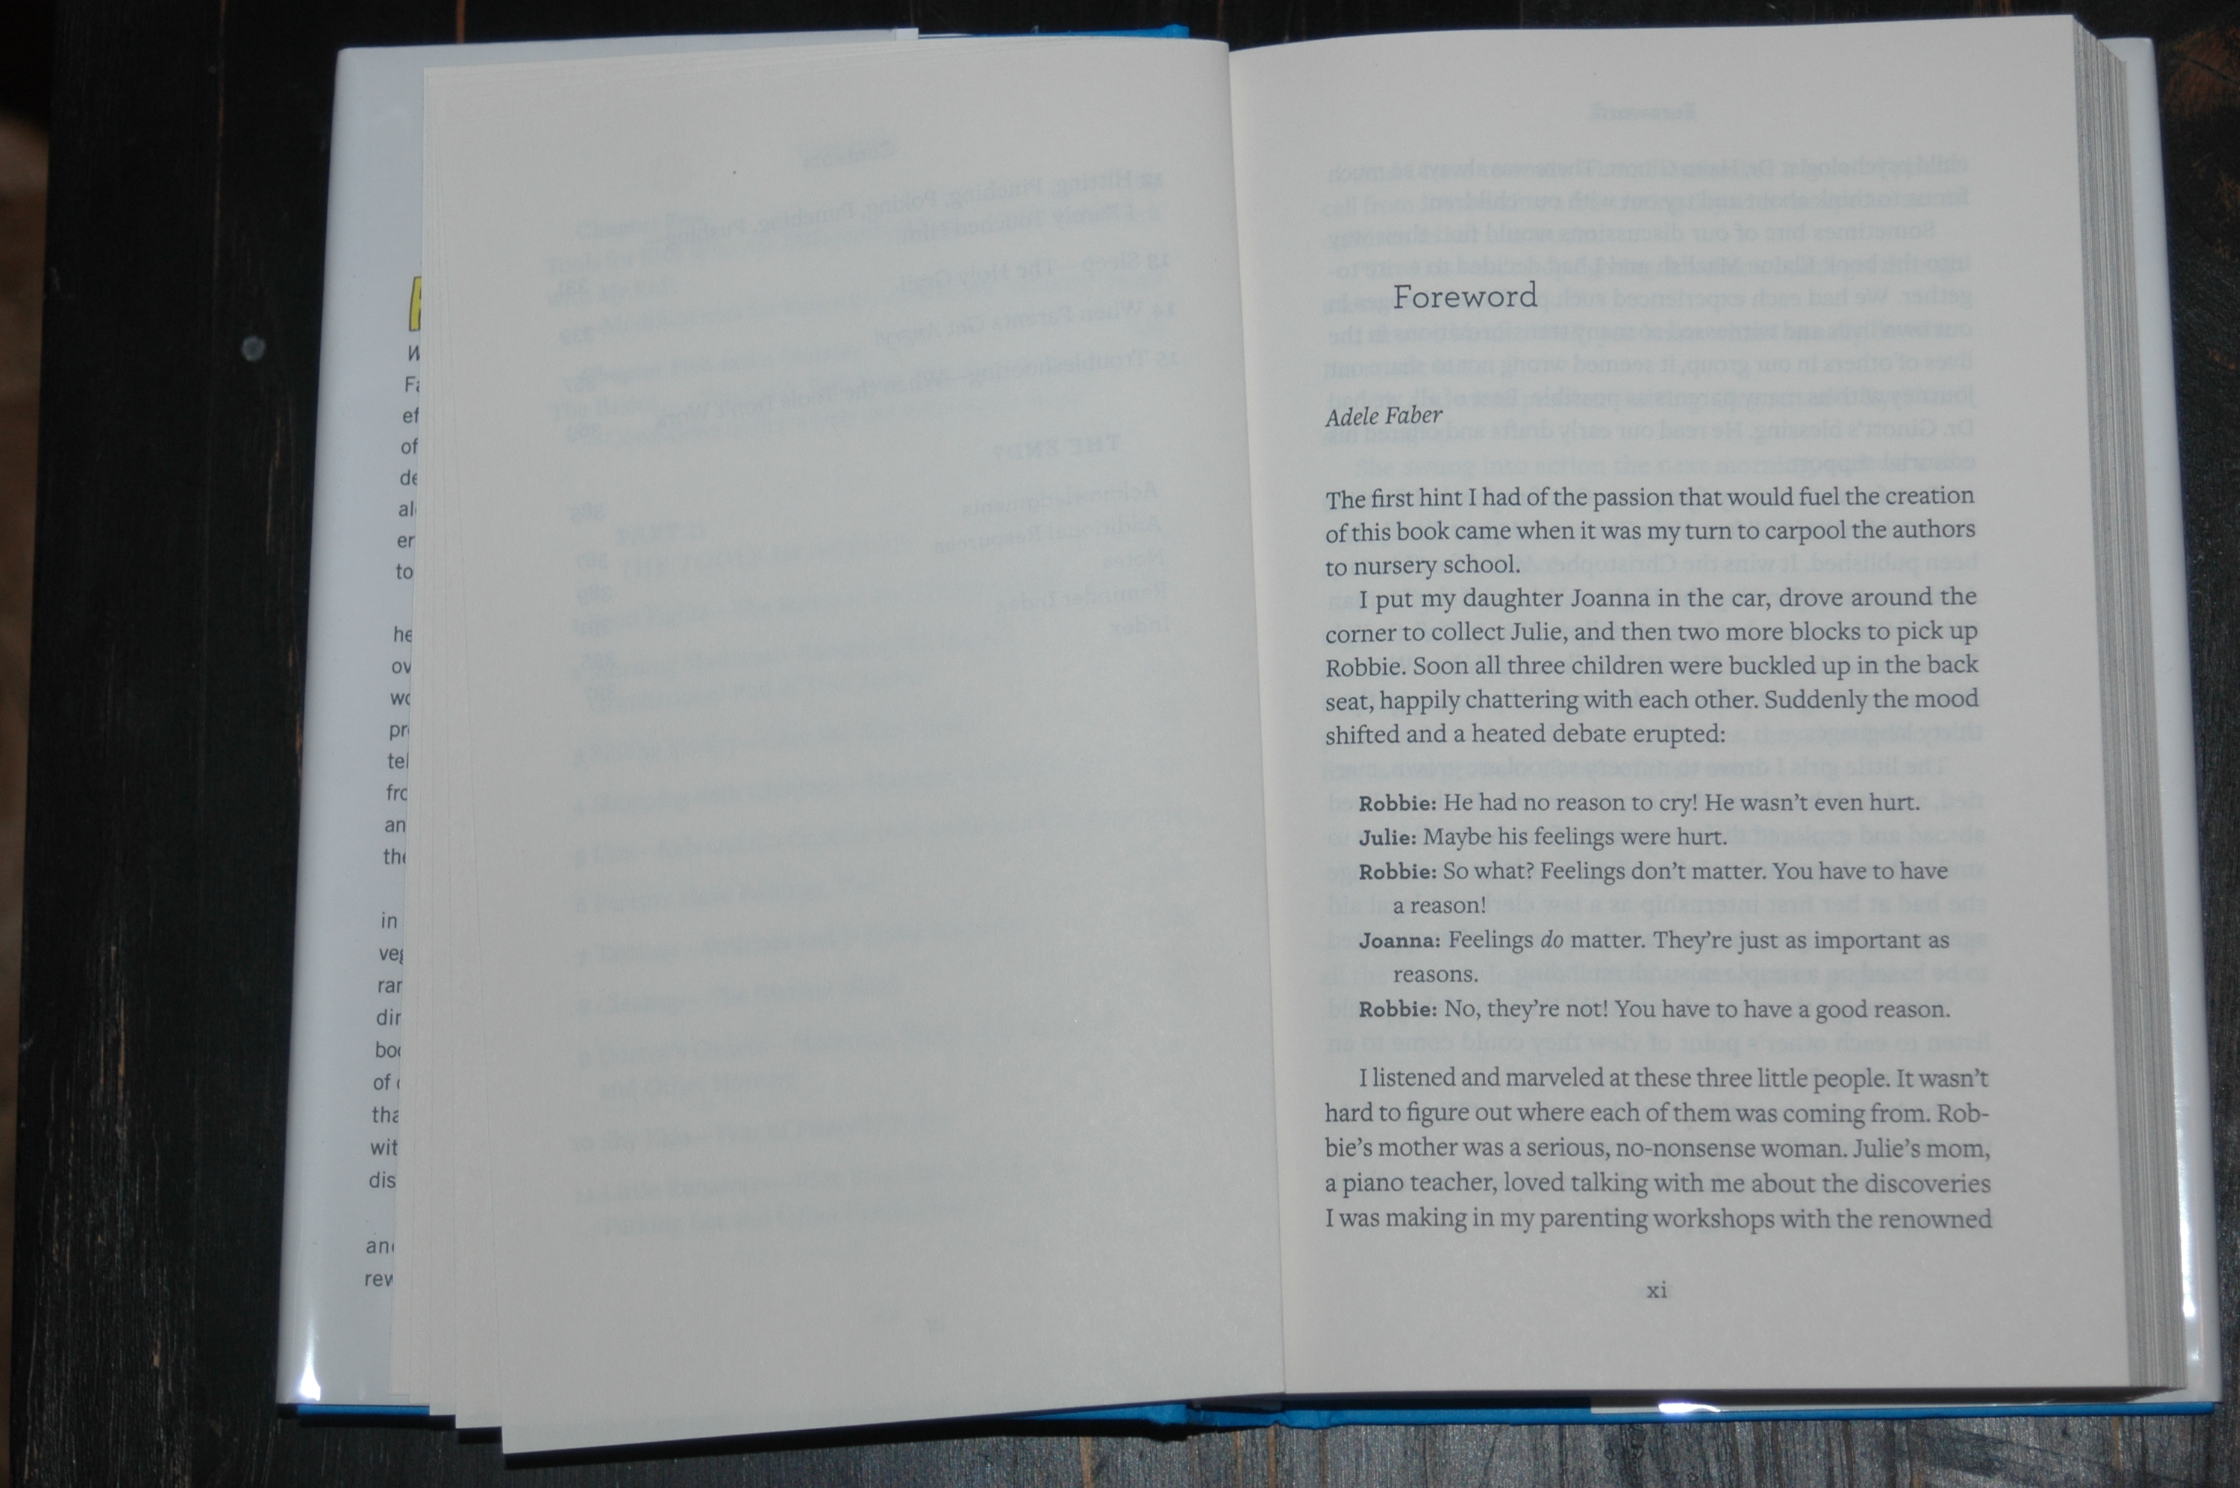 Foreword
Adele Faber
The first hint I had of the passion that would fuel the creation
of this book came when it was my turn to carpool the authors
to nursery school.
I put my daughter Joanna in the car, drove around the
corner to collect Julie, and then two more blocks to pick up
Robbie. Soon all three children were buckled up in the back
seat, happily chattering with each other. Suddenly the mood
shifted and a heated debate erupted:
Robbie: He had no reason to cry! He wasn’t even hurt.
Julie: Maybe his feelings were hurt.
Robbie: So what? Feelings don’t matter. You have to have
a reason!
Joanna: Feelings do matter. They’re just as important as
reasons.
Robbie: No, they’re not! You have to have a good reason.
I listened and marveled at these three little people. It wasn’t
hard to figure out where each of them was coming from. Rob-
bie’s mother was a serious, no-nonsense woman. Julie’s mom,
a piano teacher, loved talking with me about the discoveries
I was making in my parenting workshops with the renowned
xi